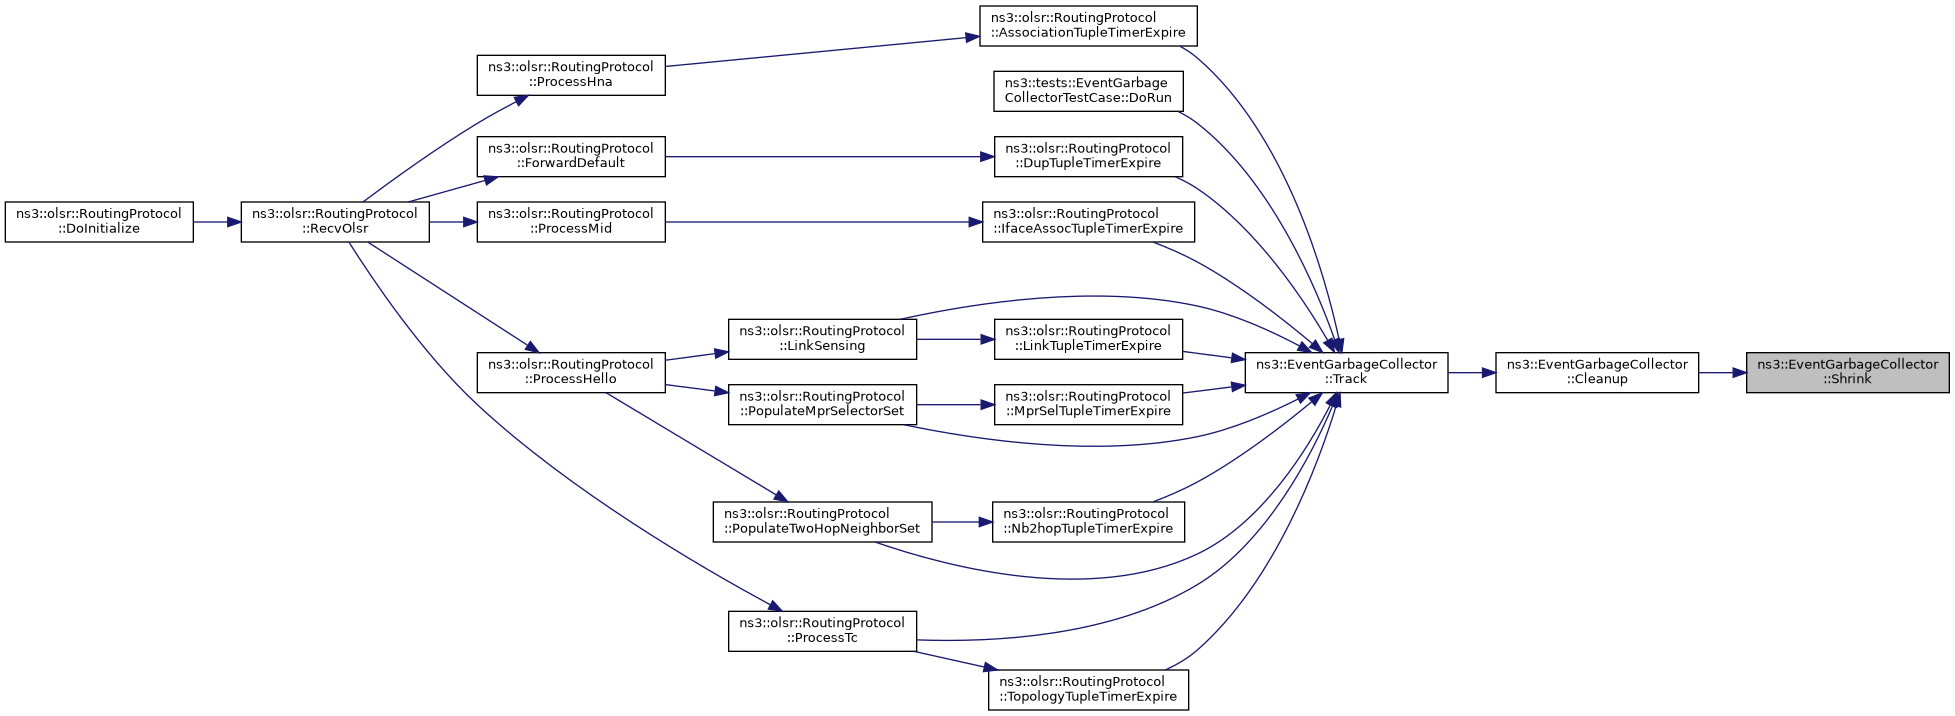 ns3::olsr::RoutingProtocol
::AssociationTupleTimerExpire
ns3::olsr::RoutingProtocol
::ProcessHna
ns3::tests::EventGarbage
CollectorTestCase::DoRun
ns3::olsr::RoutingProtocol
::ForwardDefault
ns3::olsr::RoutingProtocol
::DupTupleTimerExpire
ns3::olsr::RoutingProtocol
::DoInitialize
ns3::olsr::RoutingProtocol
::RecvOlsr
ns3::olsr::RoutingProtocol
::ProcessMid
ns3::olsr::RoutingProtocol
::IfaceAssocTupleTimerExpire
ns3::olsr::RoutingProtocol
::LinkSensing
ns3::olsr::RoutingProtocol
::LinkTupleTimerExpire
ns3::olsr::RoutingProtocol
::ProcessHello
ns3::EventGarbageCollector
::Track
ns3::EventGarbageCollector
::Cleanup
ns3::EventGarbageCollector
::Shrink
ns3::olsr::RoutingProtocol
::PopulateMprSelectorSet
ns3::olsr::RoutingProtocol
::MprSelTupleTimerExpire
ns3::olsr::RoutingProtocol
::PopulateTwoHopNeighborSet
ns3::olsr::RoutingProtocol
::Nb2hopTupleTimerExpire
ns3::olsr::RoutingProtocol
::ProcessTc
ns3::olsr::RoutingProtocol
::TopologyTupleTimerExpire